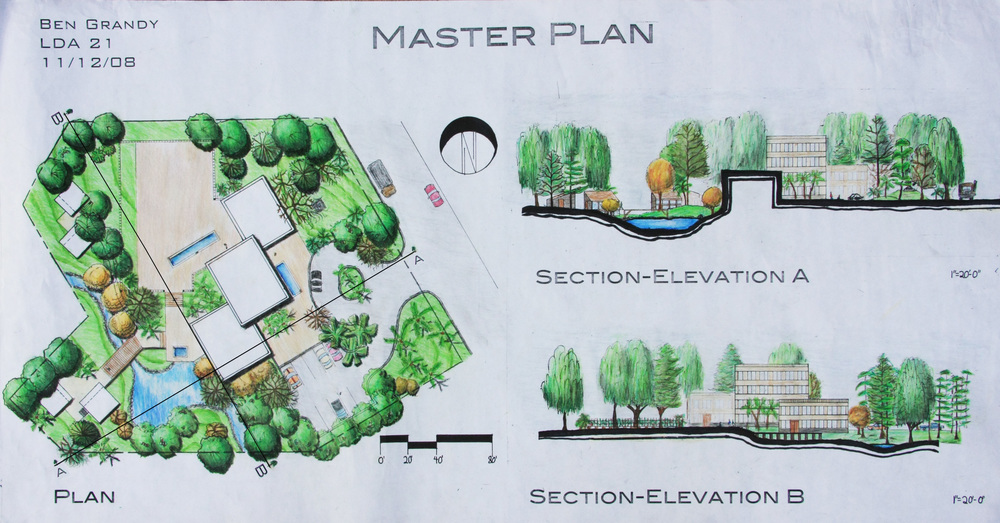 Ben Grandy
LDA 21
11/12/08
Master Plan
B
N
A
A
B
0'
20'
40'
80'
Plan
Section-Elevation A
1"=20'-0"
Section-Elevation B
1"=20'-0"